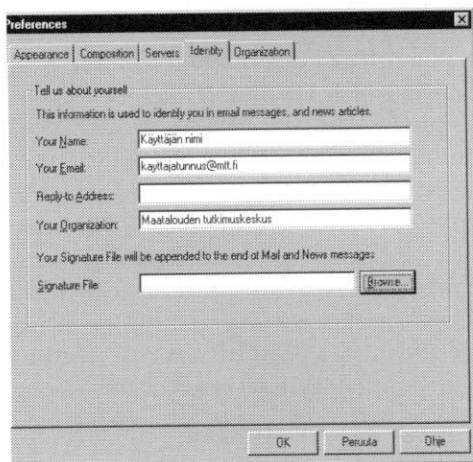 Preferences
Appearance Composition Servers Identity Organization
Tell us about yourself
This information is used to identify you in email messages, and news articles.
Your Name: Käyttäjän nimi
Your Email: kayttajatunnus@mtt.fi
Reply-to Address:
Your Organization: Maatalouden tutkimuskeskus
Your Signature File will be appended to the end of Mail and News messages
Signature File: Browse...
OK Peruuta Ohje